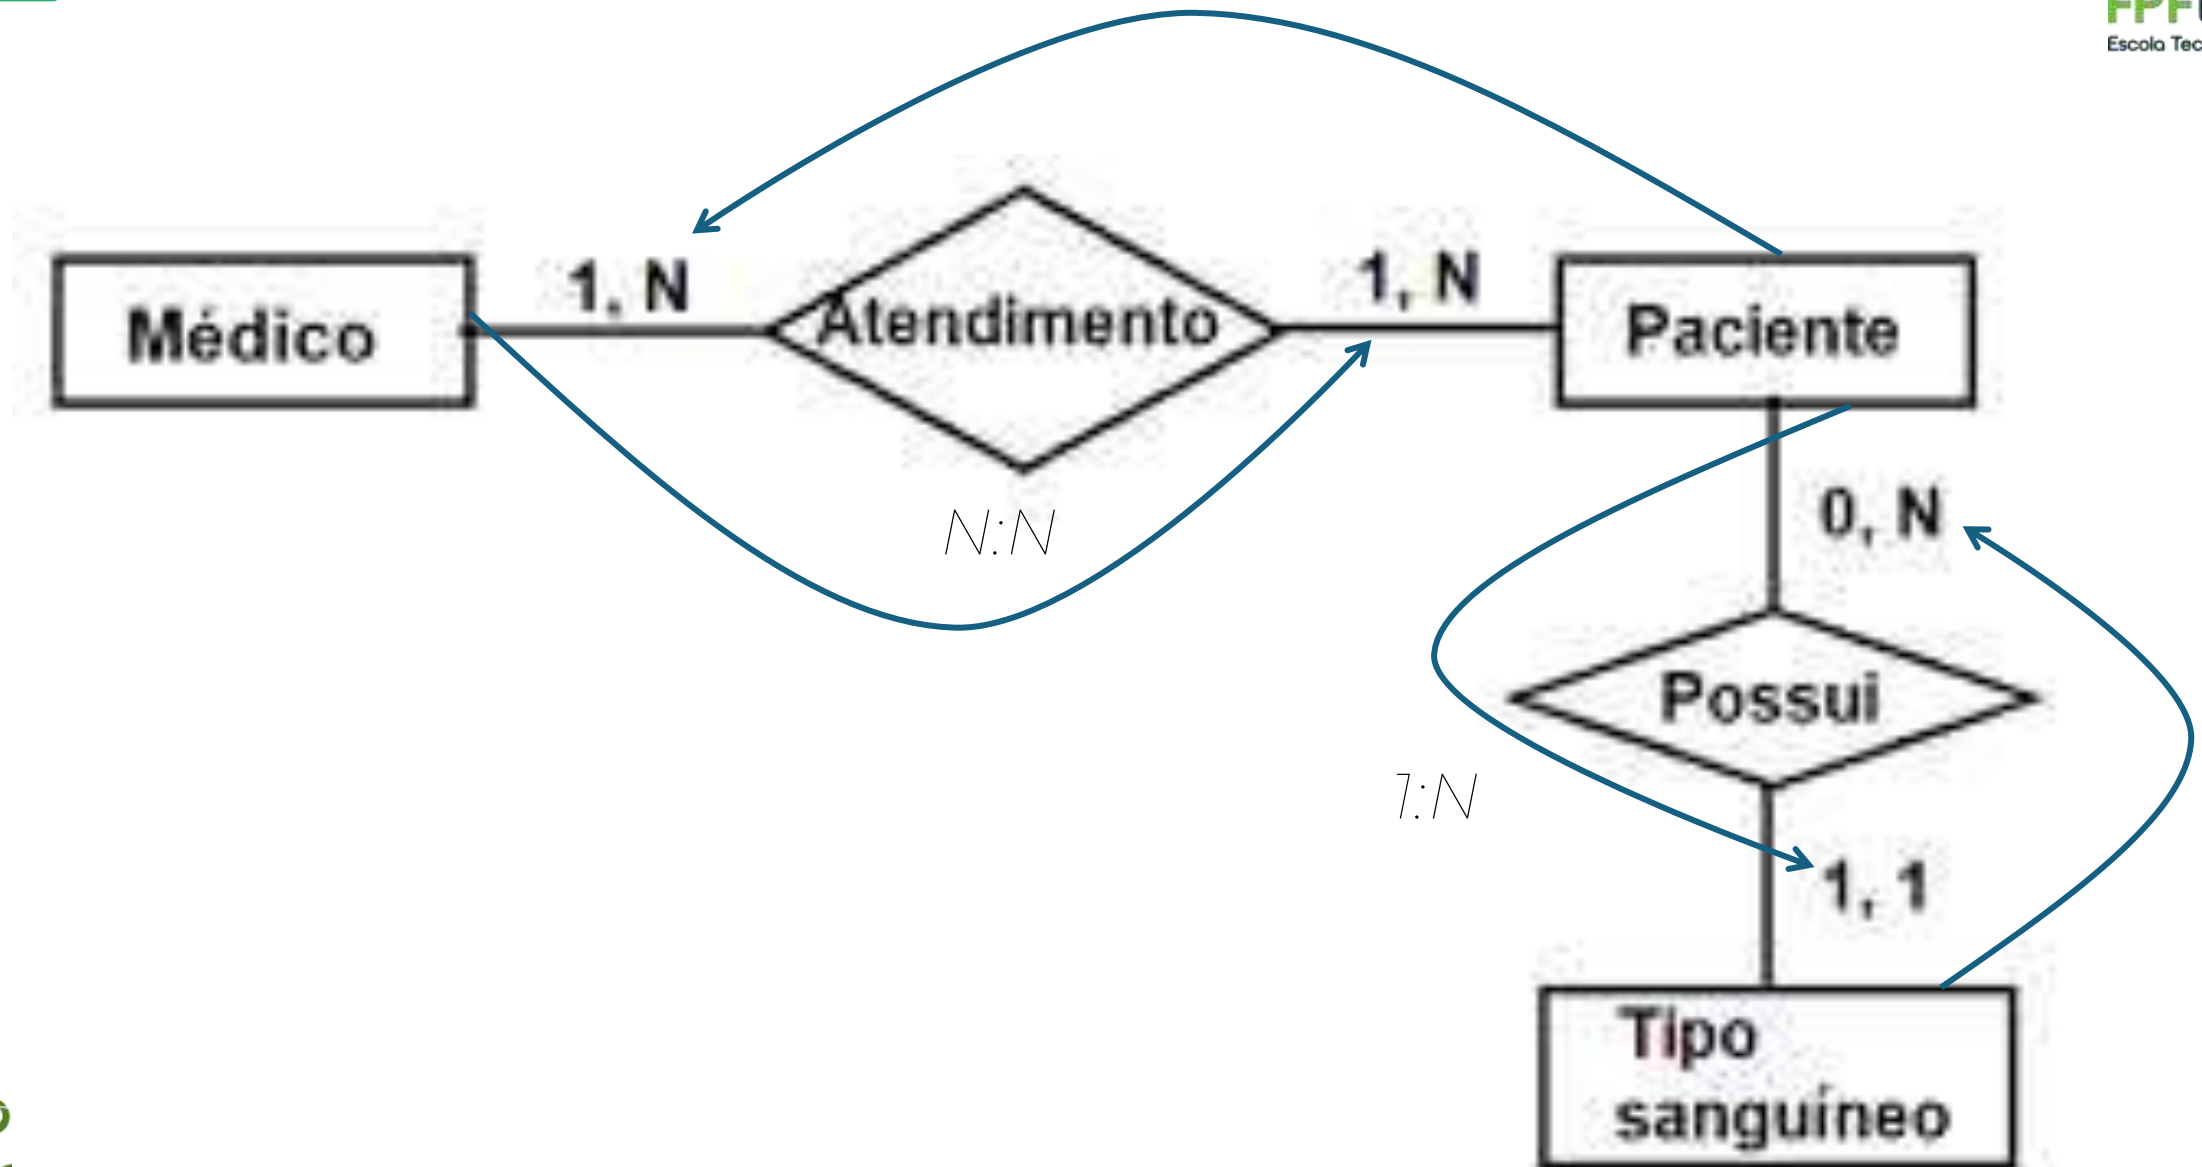 Escola Tec
1, N
1, N
Médico
Atendimento
Paciente
0, N
N:N
Possui
1:N
1, 1
Tipo
sanguíneo